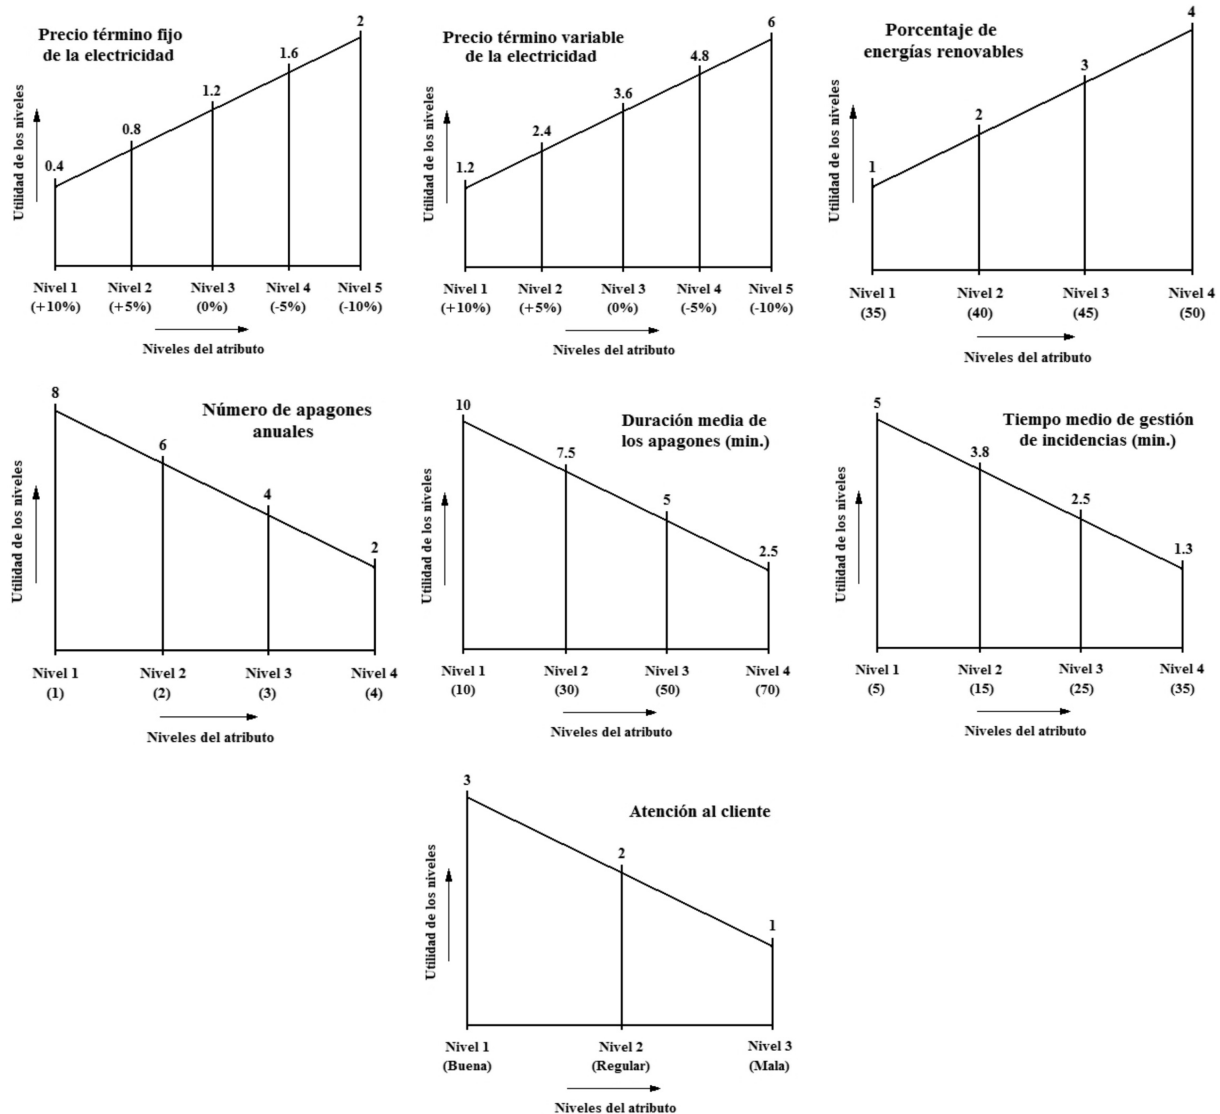 Precio término fijo
de la electricidad
Utilidad de los niveles
0.4
0.8
1.2
1.6
2
Nivel 1 Nivel 2 Nivel 3 Nivel 4 Nivel 5
(+10%) (+5%) (0%) (-5%) (-10%)
Niveles del atributo
Precio término variable
de la electricidad
Utilidad de los niveles
1.2
2.4
3.6
4.8
6
Nivel 1 Nivel 2 Nivel 3 Nivel 4 Nivel 5
(+10%) (+5%) (0%) (-5%) (-10%)
Niveles del atributo
Porcentaje de
energías renovables
Utilidad de los niveles
1
2
3
4
Nivel 1 Nivel 2 Nivel 3 Nivel 4
(35) (40) (45) (50)
Niveles del atributo
Número de apagones
anuales
Utilidad de los niveles
8
6
4
2
Nivel 1 Nivel 2 Nivel 3 Nivel 4
(1) (2) (3) (4)
Niveles del atributo
Duración media de
los apagones (min.)
Utilidad de los niveles
10
7.5
5
2.5
Nivel 1 Nivel 2 Nivel 3 Nivel 4
(10) (30) (50) (70)
Niveles del atributo
Tiempo medio de gestión
de incidencias (min.)
Utilidad de los niveles
5
3.8
2.5
1.3
Nivel 1 Nivel 2 Nivel 3 Nivel 4
(5) (15) (25) (35)
Niveles del atributo
Atención al cliente
Utilidad de los niveles
3
2
1
Nivel 1 Nivel 2 Nivel 3
(Buena) (Regular) (Mala)
Niveles del atributo